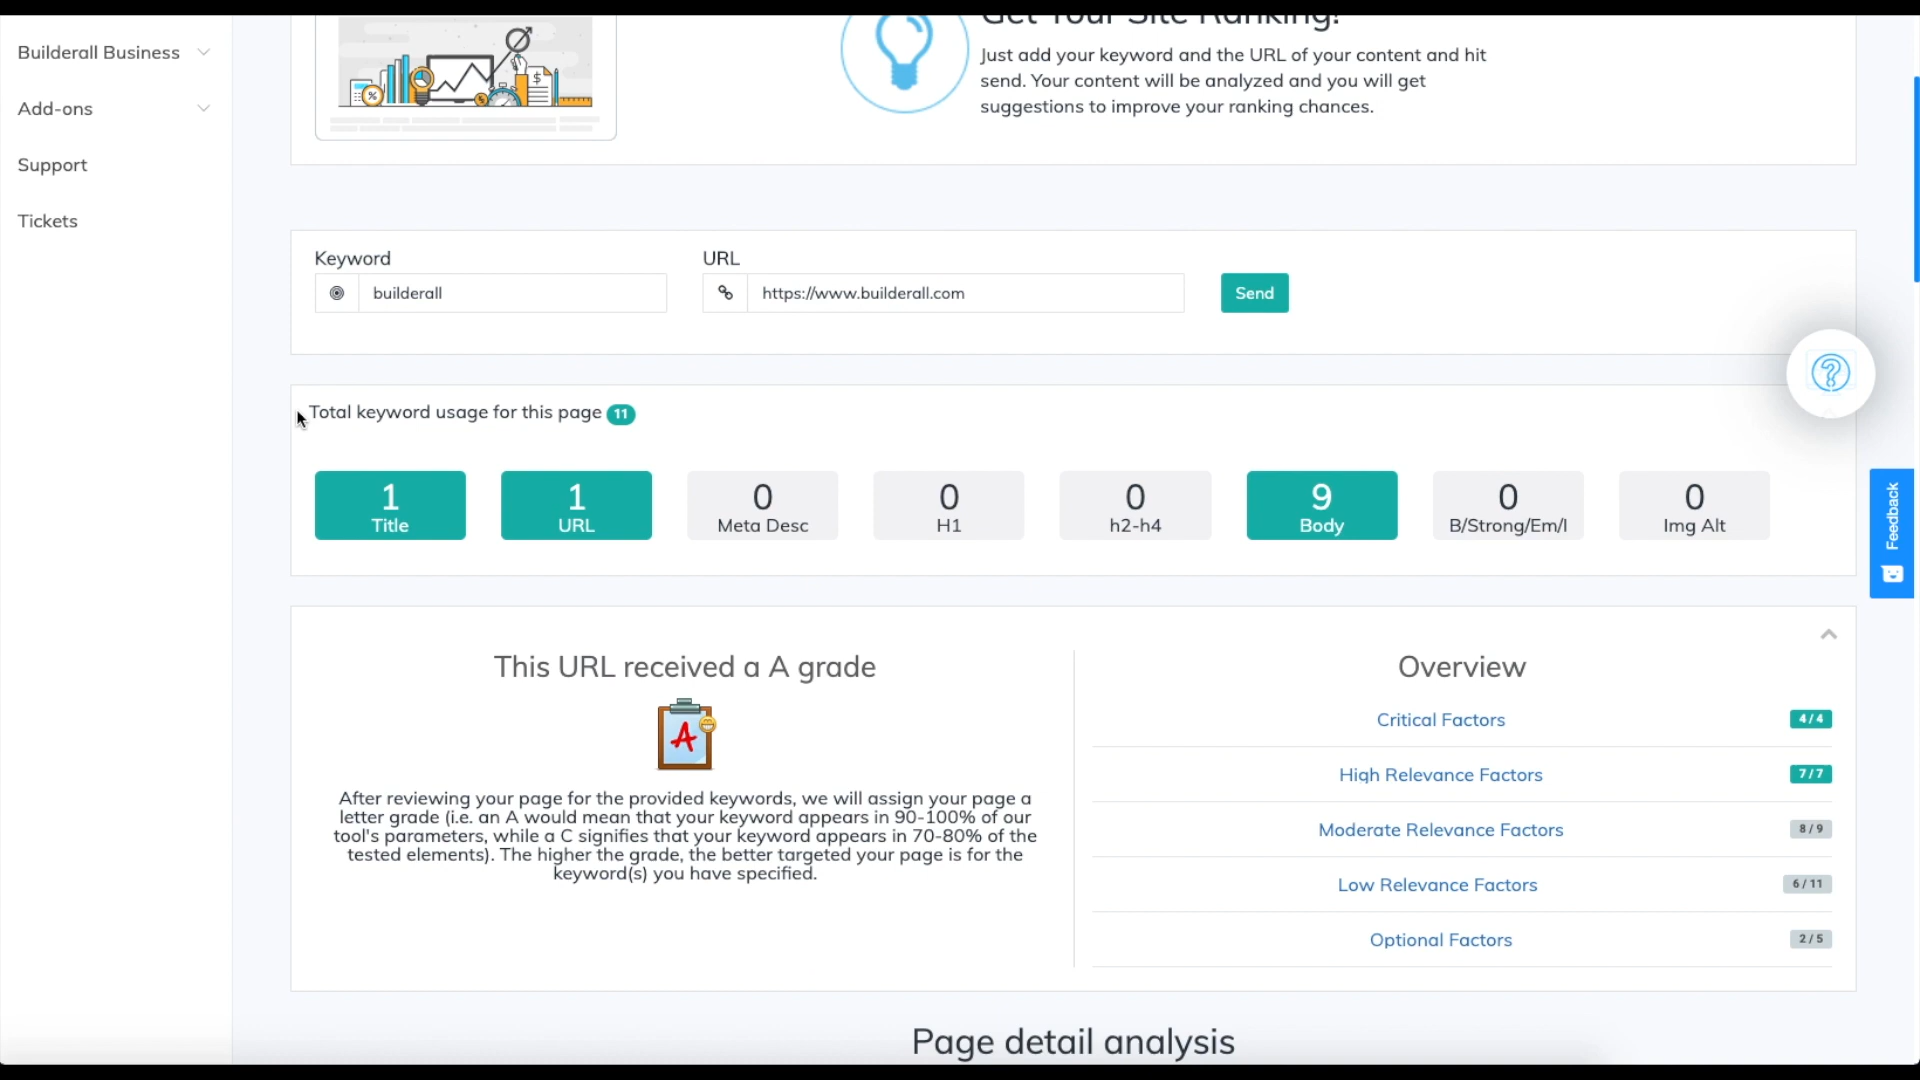 Builderall Business
Add-ons
Support
Tickets
Get Your Site Ranking!
Just add your keyword and the URL of your content and hit
send. Your content will be analyzed and you will get
suggestions to improve your ranking chances.
Keyword
URL
builderall
https://www.builderall.com
Send
Total keyword usage for this page 11
1
Title
1
URL
0
Meta Desc
0
H1
0
h2-h4
9
Body
0
B/Strong/Em/I
0
Img Alt
Feedback
This URL received a A grade
A
After reviewing your page for the provided keywords, we will assign your page a
letter grade (i.e. an A would mean that your keyword appears in 90-100% of our
tool's parameters, while a C signifies that your keyword appears in 70-80% of the
tested elements). The higher the grade, the better targeted your page is for the
keyword(s) you have specified.
Overview
Critical Factors 4 / 4
High Relevance Factors 7 / 7
Moderate Relevance Factors 8 / 9
Low Relevance Factors 6 / 11
Optional Factors 2 / 5
Page detail analysis